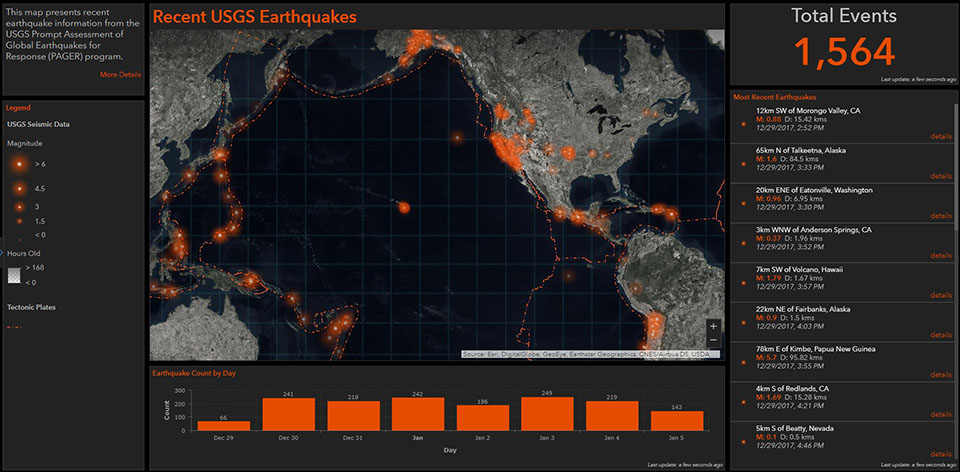 This map presents recent
earthquake information from the
USGS Prompt Assessment of
Global Earthquakes for
Response (PAGER) program.
More Details
Legend
USGS Seismic Data
Magnitude
> 6
4.5
3
1.5
< 0
Hours Old
> 168
< 0
Tectonic Plates
Recent USGS Earthquakes
+
−
Source: Esri, DigitalGlobe, GeoEye, Earthstar Geographics, CNES/Airbus DS, USDA...
Earthquake Count by Day
Count
300
200
100
0
66
241
218
242
186
249
219
143
Dec 29
Dec 30
Dec 31
Jan
Jan 2
Jan 3
Jan 4
Jan 5
Day
Last update: a few seconds ago
Total Events
1,564
Last update: a few seconds ago
Most Recent Earthquakes
12km SW of Morongo Valley, CA
M: 0.88 D: 15.42 kms
12/29/2017, 2:52 PM
details
65km N of Talkeetna, Alaska
M: 1.6 D: 84.5 kms
12/29/2017, 3:33 PM
details
20km ENE of Eatonville, Washington
M: 0.96 D: 6.95 kms
12/29/2017, 3:30 PM
details
3km WNW of Anderson Springs, CA
M: 0.37 D: 1.96 kms
12/29/2017, 3:52 PM
details
7km SW of Volcano, Hawaii
M: 1.79 D: 1.67 kms
12/29/2017, 3:57 PM
details
22km NE of Fairbanks, Alaska
M: 0.9 D: 1.5 kms
12/29/2017, 4:03 PM
details
78km E of Kimbe, Papua New Guinea
M: 5.7 D: 95.82 kms
12/29/2017, 3:55 PM
details
4km S of Redlands, CA
M: 1.69 D: 15.28 kms
12/29/2017, 4:21 PM
details
5km S of Beatty, Nevada
M: 0.1 D: 0.5 kms
12/29/2017, 4:46 PM
details
Last update: a few seconds ago